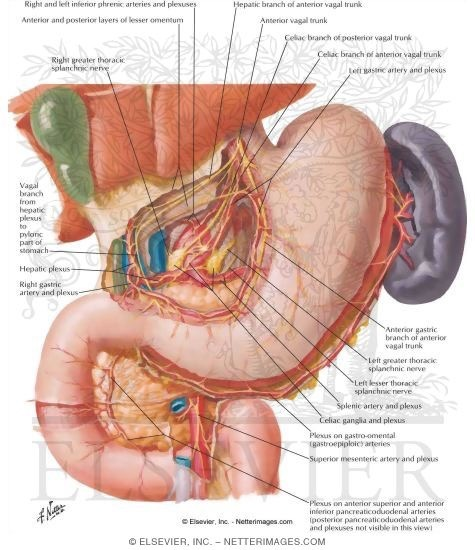 Right and left inferior phrenic arteries and plexuses
Hepatic branch of anterior vagal trunk
Anterior and posterior layers of lesser omentum
Anterior vagal trunk
Celiac branch of posterior vagal trunk
Celiac branch of anterior vagal trunk
Right greater thoracic
splanchnic nerve
Left gastric artery and plexus
Vagal
branch
from
hepatic
plexus
to
pyloric
part of
stomach
Hepatic plexus
Right gastric
artery and plexus
Anterior gastric
branch of anterior
vagal trunk
Left greater thoracic
splanchnic nerve
Left lesser thoracic
splanchnic nerve
Splenic artery and plexus
Celiac ganglia and plexus
Plexus on gastro-omental
(gastroepiploic) arteries
Superior mesenteric artery and plexus
Plexus on anterior superior and anterior
inferior pancreaticoduodenal arteries
(posterior pancreaticoduodenal arteries
and plexuses not visible in this view)
ELSEVIER
F. Netter
© Elsevier, Inc. - Netterimages.com
© ELSEVIER, INC. – NETTERIMAGES.COM